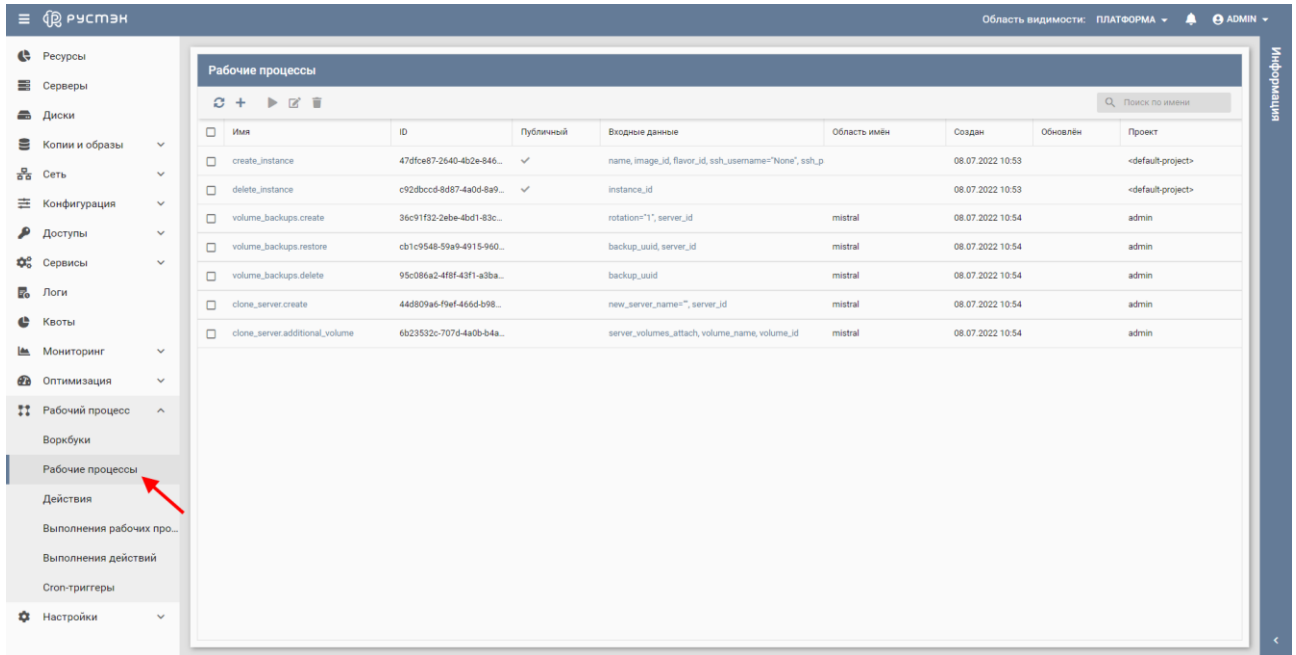 РУСТЭК
Область видимости: ПЛАТФОРМА ADMIN
Информация
Ресурсы
Серверы
Диски
Копии и образы
Сеть
Конфигурация
Доступы
Сервисы
Логи
Квоты
Мониторинг
Оптимизация
Рабочий процесс
Воркбуки
Рабочие процессы
Действия
Выполнения рабочих про...
Выполнения действий
Cron-триггеры
Настройки
Рабочие процессы
Поиск по имени
Имя ID Публичный Входные данные Область имён Создан Обновлён Проект
create_instance 47dfce87-2640-4b2e-846... name, image_id, flavor_id, ssh_username="None", ssh_p 08.07.2022 10:53 <default-project>
delete_instance c92dbccd-8d87-4a0d-8a9... instance_id 08.07.2022 10:53 <default-project>
volume_backups.create 36c91f32-2ebe-4bd1-83c... rotation="1", server_id mistral 08.07.2022 10:54 admin
volume_backups.restore cb1c9548-59a9-4915-960... backup_uuid, server_id mistral 08.07.2022 10:54 admin
volume_backups.delete 95c086a2-4f8f-43f1-a3ba... backup_uuid mistral 08.07.2022 10:54 admin
clone_server.create 44d809a6-f9ef-466d-b98... new_server_name="", server_id mistral 08.07.2022 10:54 admin
clone_server.additional_volume 6b23532c-707d-4a0b-b4a... server_volumes_attach, volume_name, volume_id mistral 08.07.2022 10:54 admin